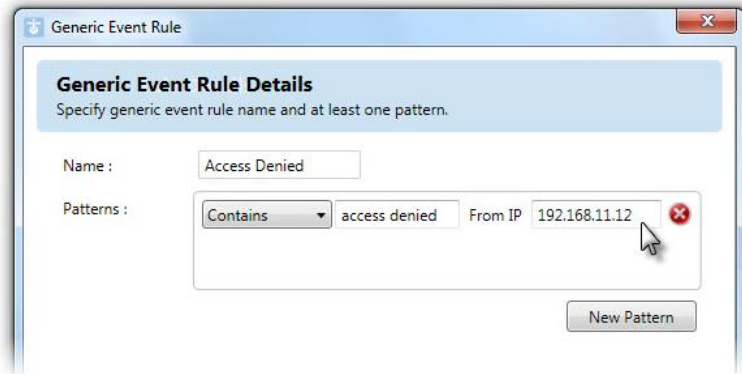 Generic Event Rule
Generic Event Rule Details
Specify generic event rule name and at least one pattern.
Name : Access Denied
Patterns : Contains access denied From IP 192.168.11.12
New Pattern